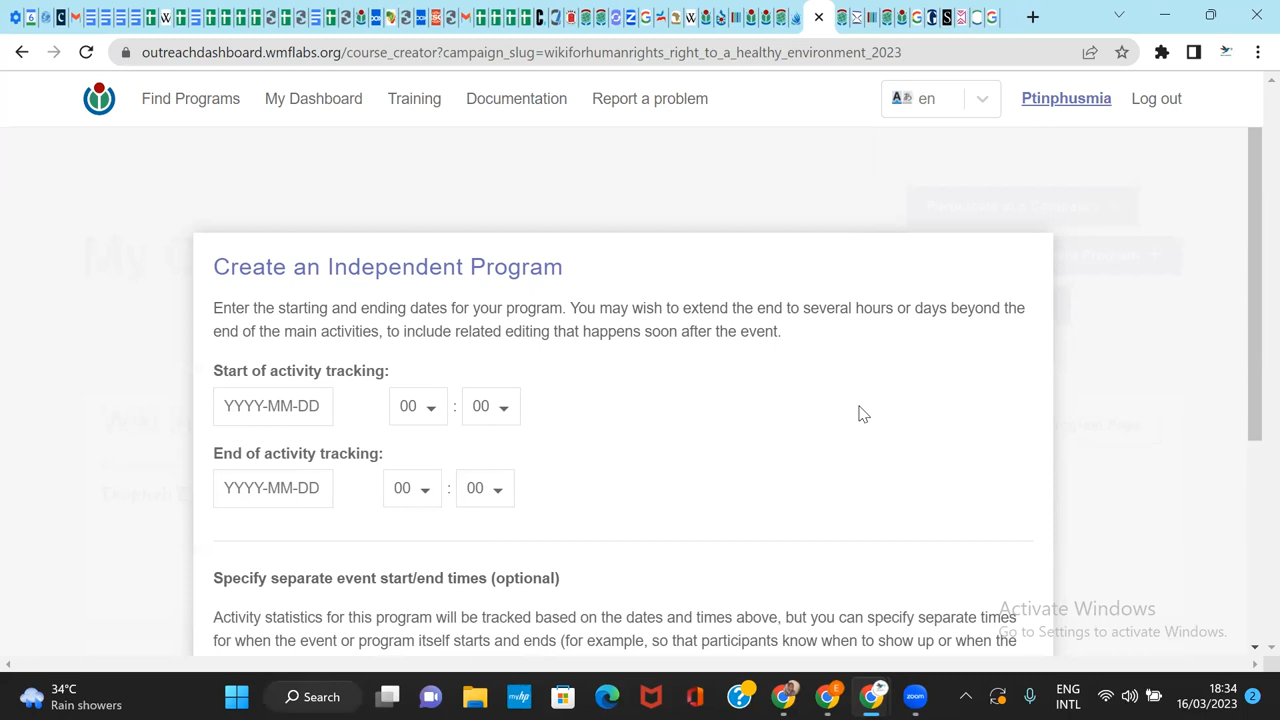 outreachdashboard.wmflabs.org/course_creator?campaign_slug=wikiforhumanrights_right_to_a_healthy_environment_2023
Find Programs My Dashboard Training Documentation Report a problem en Ptinphusmia Log out
Create an Independent Program
Enter the starting and ending dates for your program. You may wish to extend the end to several hours or days beyond the
end of the main activities, to include related editing that happens soon after the event.
Start of activity tracking:
YYYY-MM-DD 00 : 00
End of activity tracking:
YYYY-MM-DD 00 : 00
Specify separate event start/end times (optional)
Activity statistics for this program will be tracked based on the dates and times above, but you can specify separate times
for when the event or program itself starts and ends (for example, so that participants know when to show up or when the
Activate Windows
Go to Settings to activate Windows.
34°C
Rain showers
Search
myhp
zoom
ENG
INTL
18:34
16/03/2023
2